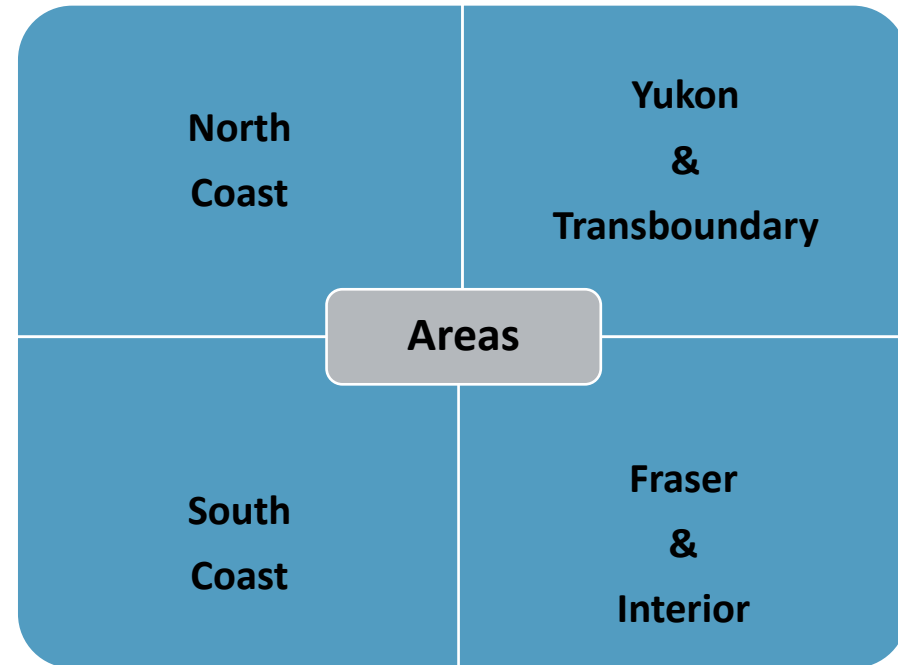 North
Coast
Yukon
&
Transboundary
Areas
South
Coast
Fraser
&
Interior